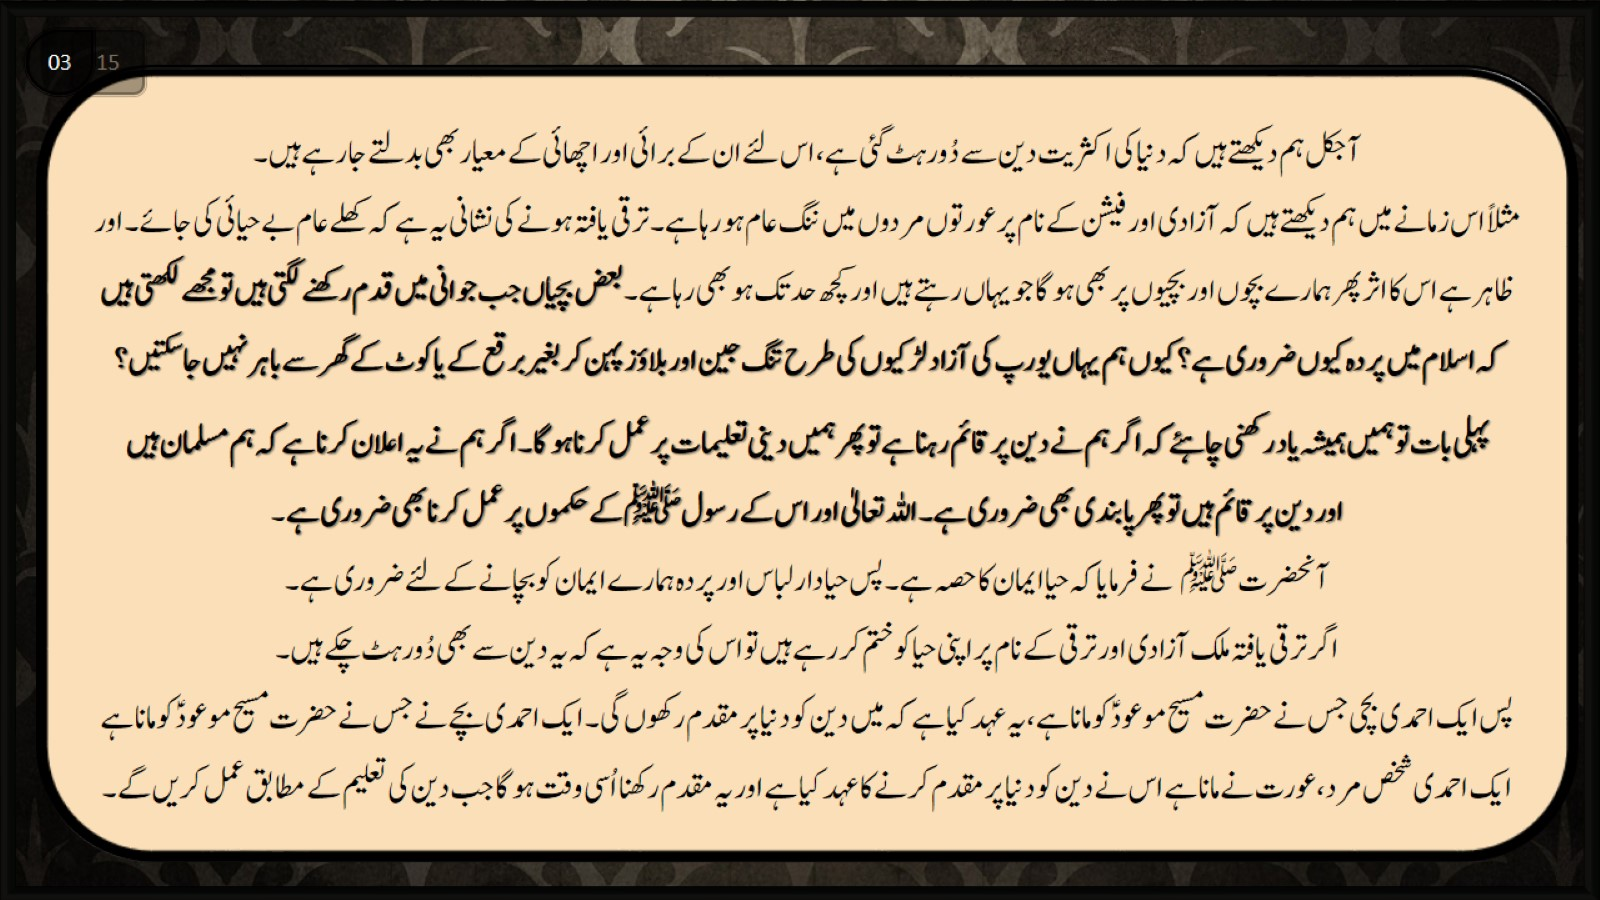 03 15
آجکل ہم دیکھتے ہیں کہ دنیا کی اکثریت دین سے دُور ہٹ گئی ہے، اس لئے ان کے برائی اور اچھائی کے معیار بھی بدلتے جا رہے ہیں۔
مثلاً اس زمانے میں ہم دیکھتے ہیں کہ آزادی اور فیشن کے نام پر عورتوں مردوں میں ننگ عام ہو رہا ہے۔ ترقی یافتہ ہونے کی نشانی یہ ہے کہ کھلے عام بے حیائی کی جائے۔ اور
ظاہر ہے اس کا اثر پھر ہمارے بچوں اور بچیوں پر بھی ہو گا جو یہاں رہتے ہیں اور کچھ حد تک ہو بھی رہا ہے۔ بعض بچیاں جب جوانی میں قدم رکھنے لگتی ہیں تو مجھے لکھتی ہیں
کہ اسلام میں پردہ کیوں ضروری ہے؟ کیوں ہم یہاں یورپ کی آزاد لڑکیوں کی طرح تنگ جین اور بلاؤز پہن کر بغیر برقع کے یا کوٹ کے گھر سے باہر نہیں جا سکتیں؟
پہلی بات تو ہمیں ہمیشہ یاد رکھنی چاہئے کہ اگر ہم نے دین پر قائم رہنا ہے تو پھر ہمیں دینی تعلیمات پر عمل کرنا ہو گا۔ اگر ہم نے یہ اعلان کرنا ہے کہ ہم مسلمان ہیں
اور دین پر قائم ہیں تو پھر پابندی بھی ضروری ہے۔ اللہ تعالیٰ اور اس کے رسول ﷺ کے حکموں پر عمل کرنا بھی ضروری ہے۔
آنحضرت ﷺ نے فرمایا کہ حیا ایمان کا حصہ ہے۔ پس حیادار لباس اور پردہ ہمارے ایمان کو بچانے کے لئے ضروری ہے۔
اگر ترقی یافتہ ملک آزادی اور ترقی کے نام پر اپنی حیا کو ختم کر رہے ہیں تو اس کی وجہ یہ ہے کہ یہ دین سے بھی دُور ہٹ چکے ہیں۔
پس ایک احمدی بچی جس نے حضرت مسیح موعودؑ کو مانا ہے، یہ عہد کیا ہے کہ میں دین کو دنیا پر مقدم رکھوں گی۔ ایک احمدی بچے نے جس نے حضرت مسیح موعودؑ کو مانا ہے
ایک احمدی شخص مرد، عورت نے مانا ہے اس نے دین کو دنیا پر مقدم کرنے کا عہد کیا ہے اور یہ مقدم رکھنا اُسی وقت ہو گا جب دین کی تعلیم کے مطابق عمل کریں گے۔